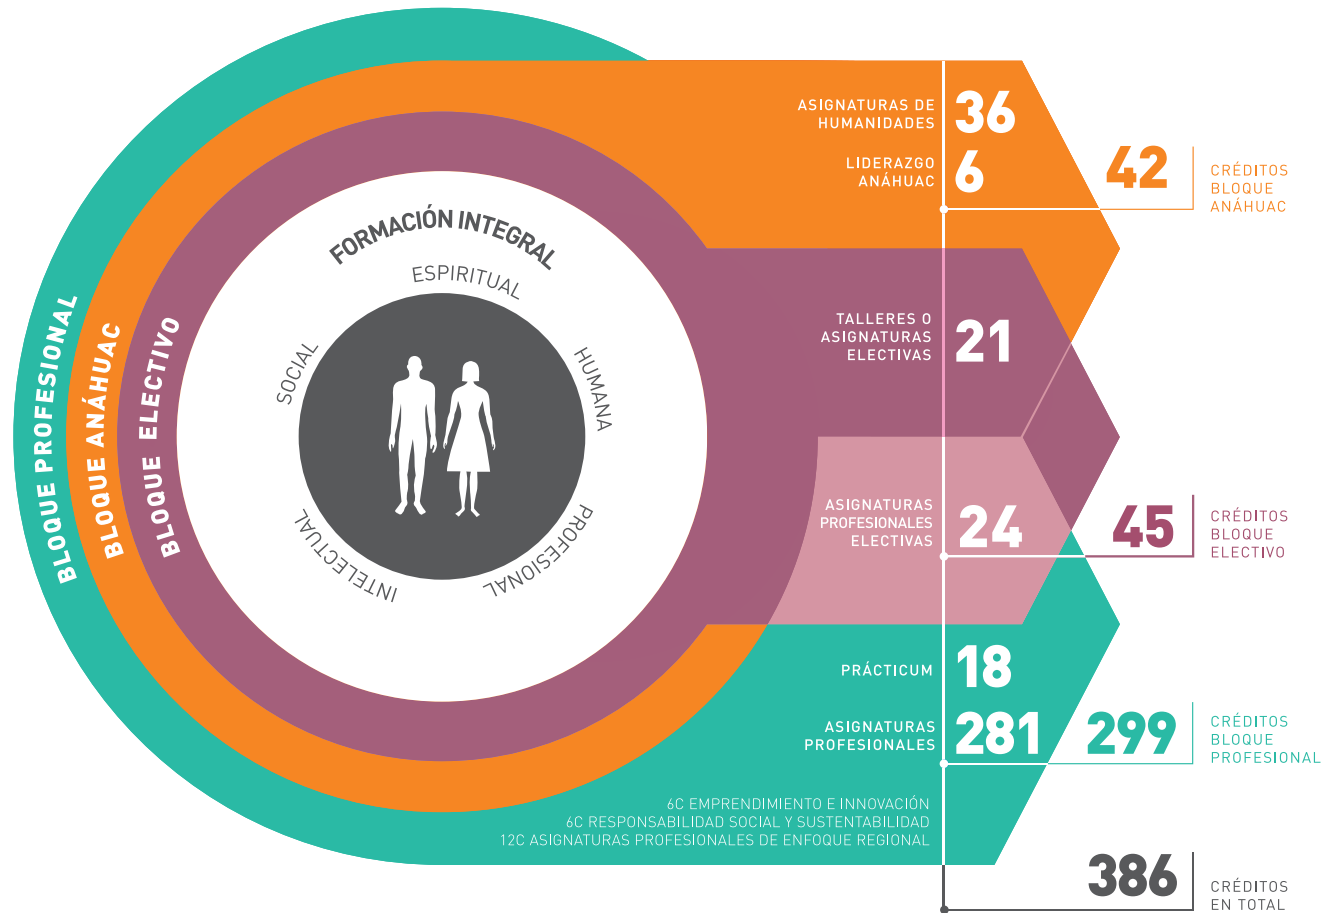 BLOQUE PROFESIONAL
BLOQUE ANÁHUAC
BLOQUE ELECTIVO
FORMACIÓN INTEGRAL
ESPIRITUAL
HUMANA
PROFESIONAL
INTELECTUAL
SOCIAL
ASIGNATURAS DE
HUMANIDADES
36
LIDERAZGO
ANÁHUAC
6
42
CRÉDITOS
BLOQUE
ANÁHUAC
TALLERES O
ASIGNATURAS
ELECTIVAS
21
ASIGNATURAS
PROFESIONALES
ELECTIVAS
24
45
CRÉDITOS
BLOQUE
ELECTIVO
PRÁCTICUM
18
ASIGNATURAS
PROFESIONALES
281
299
CRÉDITOS
BLOQUE
PROFESIONAL
6C EMPRENDIMIENTO E INNOVACIÓN
6C RESPONSABILIDAD SOCIAL Y SUSTENTABILIDAD
12C ASIGNATURAS PROFESIONALES DE ENFOQUE REGIONAL
386
CRÉDITOS
EN TOTAL